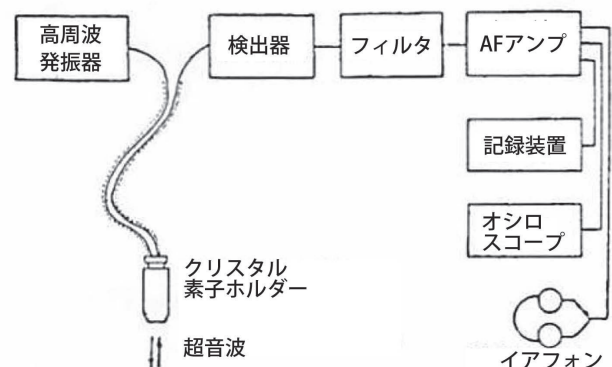 高周波
発振器
検出器
フィルタ
AFアンプ
記録装置
オシロ
スコープ
クリスタル
素子ホルダー
超音波
イアフォン